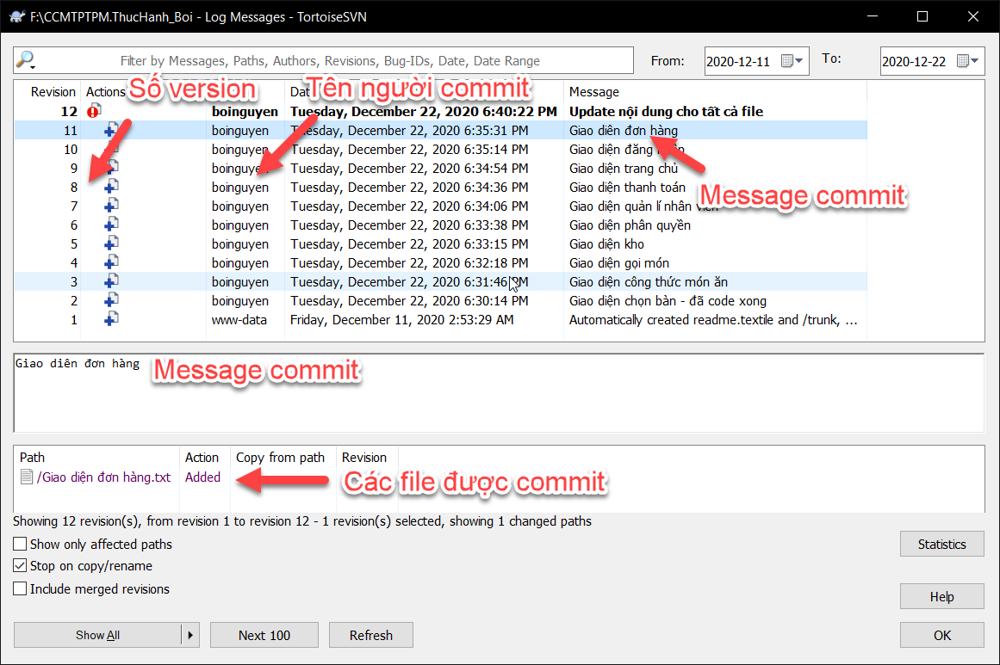 F:\CCMTPTPM.ThucHanh_Boi - Log Messages - TortoiseSVN
Filter by Messages, Paths, Authors, Revisions, Bug-IDs, Date, Date Range From: 2020-12-11 To: 2020-12-22
Revision Actions Message
Số version
Tên người commit
12 boinguyen Tuesday, December 22, 2020 6:40:22 PM Update nội dung cho tất cả file
11 boinguyen Tuesday, December 22, 2020 6:35:31 PM Giao diên đơn hàng
10 boinguyen Tuesday, December 22, 2020 6:35:14 PM Giao diện đăng
9 boinguyen Tuesday, December 22, 2020 6:34:54 PM Giao diện trang chủ
8 boinguyen Tuesday, December 22, 2020 6:34:36 PM Giao diện thanh toán
Message commit
7 boinguyen Tuesday, December 22, 2020 6:34:06 PM Giao diện quản lí nhân viên
6 boinguyen Tuesday, December 22, 2020 6:33:38 PM Giao diện phân quyền
5 boinguyen Tuesday, December 22, 2020 6:33:15 PM Giao diện kho
4 boinguyen Tuesday, December 22, 2020 6:32:18 PM Giao diện gọi món
3 boinguyen Tuesday, December 22, 2020 6:31:46 PM Giao diện công thức món ăn
2 boinguyen Tuesday, December 22, 2020 6:30:14 PM Giao diện chọn bàn - đã code xong
1 www-data Friday, December 11, 2020 2:53:29 AM Automatically created readme.textile and /trunk, ...
Giao diên đơn hàng
Message commit
Path Action Copy from path Revision
/Giao diện đơn hàng.txt Added
Các file được commit
Showing 12 revision(s), from revision 1 to revision 12 - 1 revision(s) selected, showing 1 changed paths
Show only affected paths
Statistics
Stop on copy/rename
Include merged revisions
Help
Show All Next 100 Refresh OK